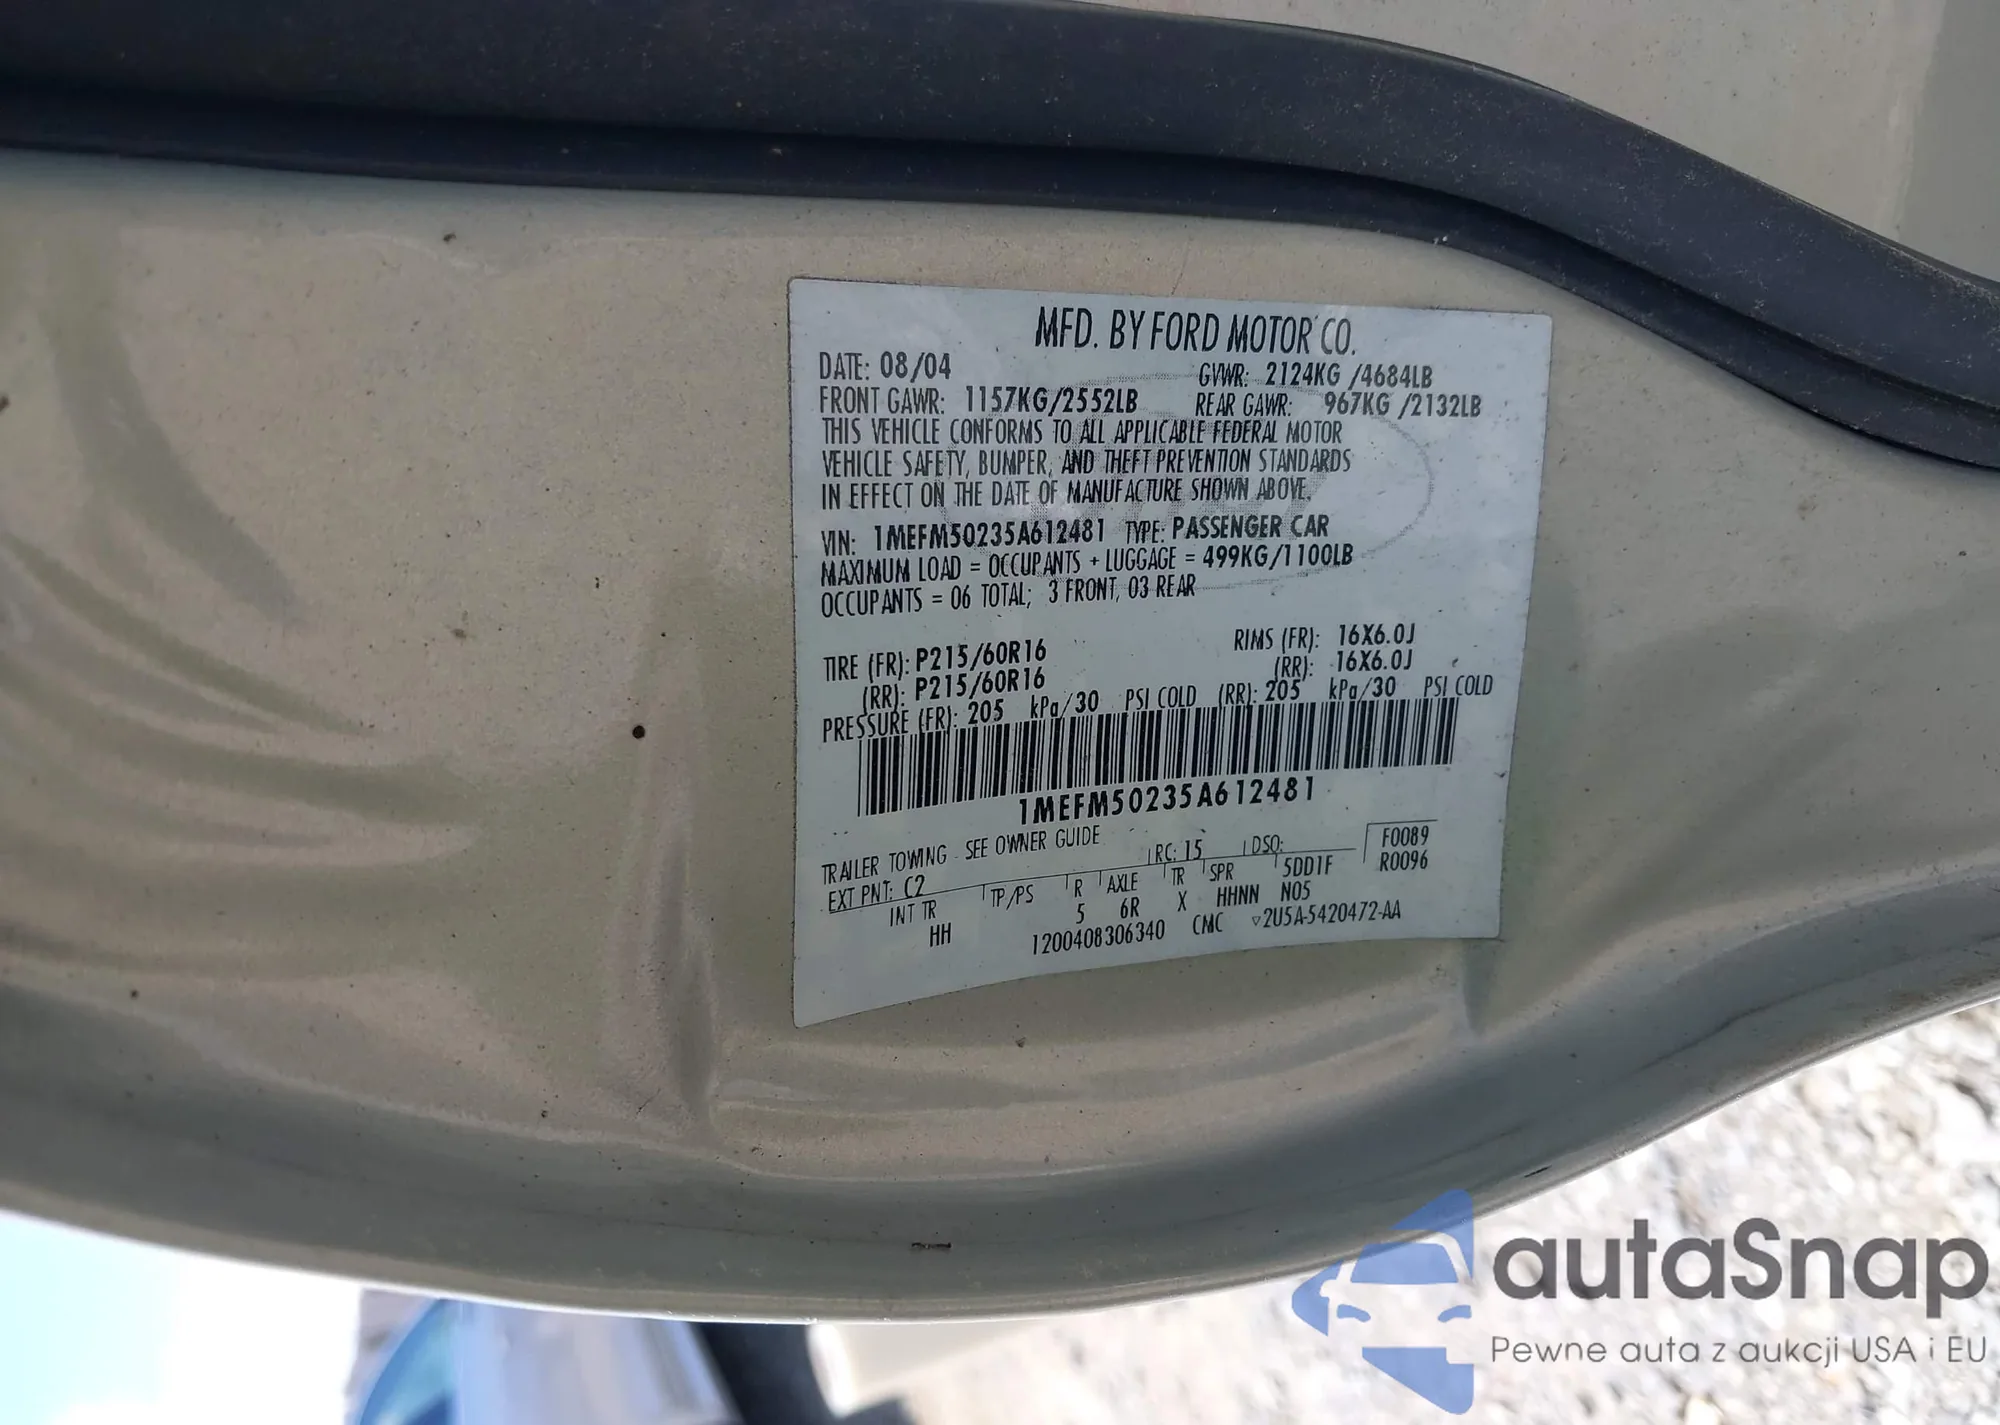 MFD. BY FORD MOTOR CO.
DATE: 08/04 GVWR: 2124KG /4684LB
FRONT GAWR: 1157KG/2552LB REAR GAWR: 967KG /2132LB
THIS VEHICLE CONFORMS TO ALL APPLICABLE FEDERAL MOTOR
VEHICLE SAFETY, BUMPER, AND THEFT PREVENTION STANDARDS
IN EFFECT ON THE DATE OF MANUFACTURE SHOWN ABOVE.
VIN: 1MEFM50235A612481 TYPE: PASSENGER CAR
MAXIMUM LOAD = OCCUPANTS + LUGGAGE = 499KG/1100LB
OCCUPANTS = 06 TOTAL; 3 FRONT, 03 REAR
TIRE (FR): P215/60R16 RIMS (FR): 16X6.0J
(RR): P215/60R16 (RR): 16X6.0J
PRESSURE (FR): 205 kPa/30 PSI COLD (RR): 205 kPa/30 PSI COLD
1MEFM50235A612481
TRAILER TOWING - SEE OWNER GUIDE
EXT PNT: C2 RC: 15 DSO: F0089
INT TR TP/PS R AXLE TR SPR 5DD1F R0096
HH 5 6R X HHNN N05
1200408306340 CMC ▿2U5A-5420472-AA
autaSnap
Pewne auta z aukcji USA i EU